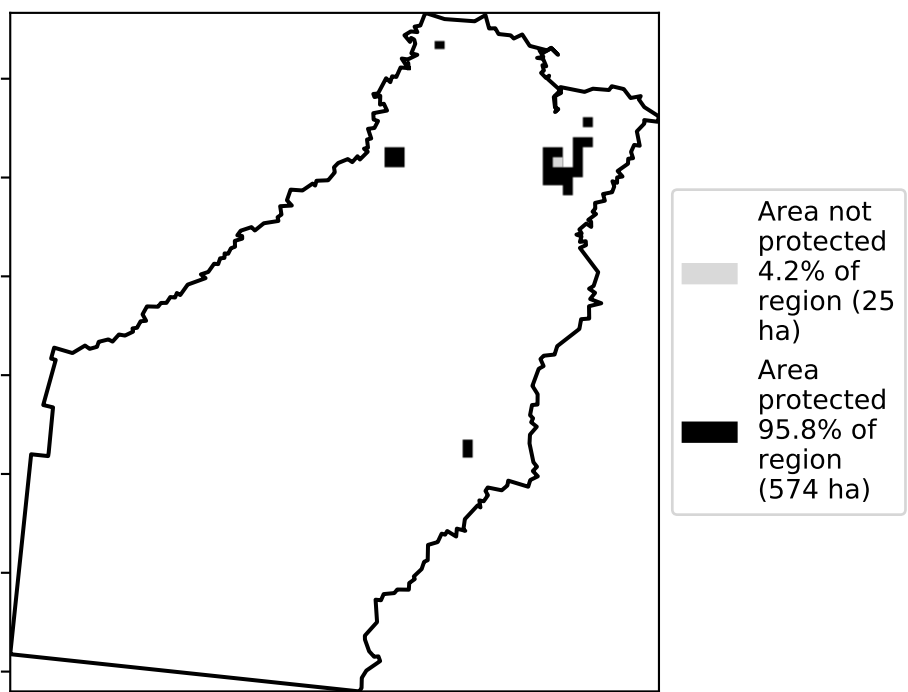 Area not
protected
4.2% of
region (25
ha)
Area
protected
95.8% of
region
(574 ha)